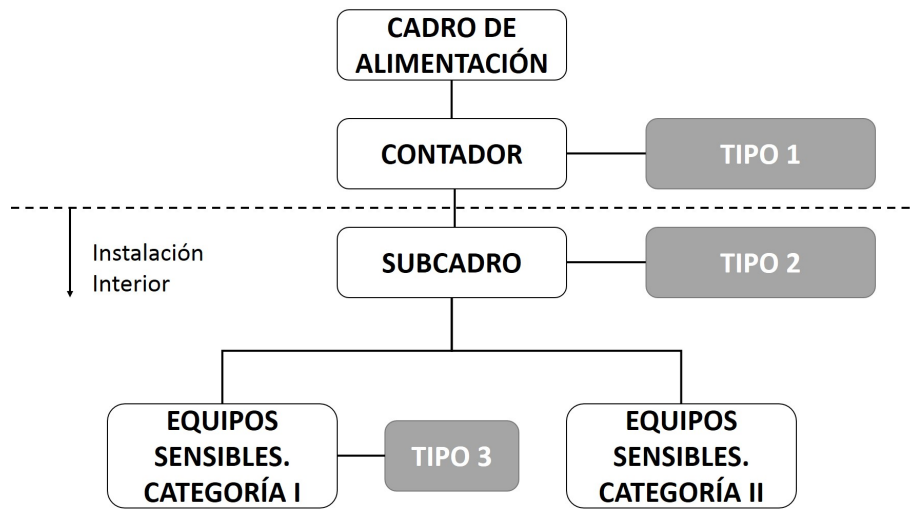 CADRO DE
ALIMENTACIÓN
CONTADOR
TIPO 1
Instalación
Interior
SUBCADRO
TIPO 2
EQUIPOS
SENSIBLES.
CATEGORÍA I
TIPO 3
EQUIPOS
SENSIBLES.
CATEGORÍA II